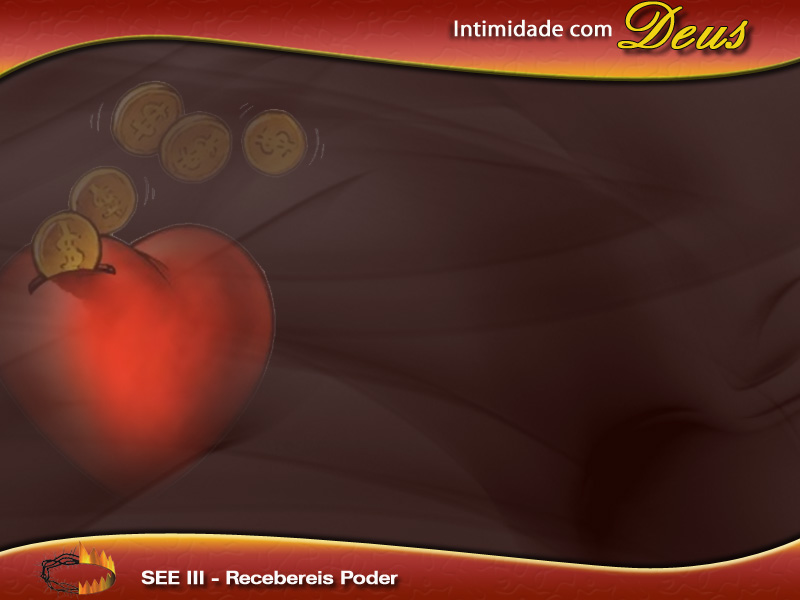 Intimidade com Deus
SEE III - Recebereis Poder